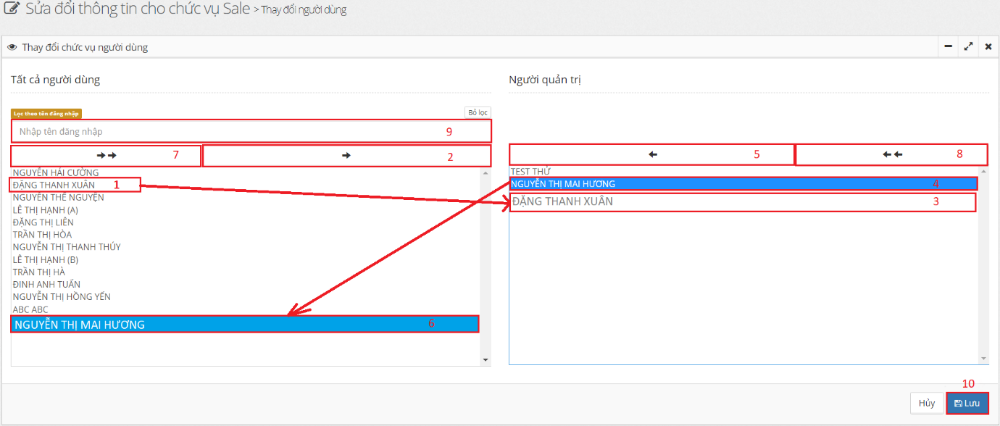 Sửa đổi thông tin cho chức vụ Sale > Thay đổi người dùng
Thay đổi chức vụ người dùng
Tất cả người dùng
Người quản trị
Lọc theo tên đăng nhập
Bỏ lọc
Nhập tên đăng nhập 9
7 2
5 8
NGUYỄN HẢI CƯỜNG
ĐẶNG THANH XUÂN 1
NGUYỄN THẾ NGUYỆN
LÊ THỊ HẠNH (A)
ĐẶNG THỊ LIÊN
TRẦN THỊ HÒA
NGUYỄN THỊ THANH THÚY
LÊ THỊ HẠNH (B)
TRẦN THỊ HÀ
ĐINH ANH TUẤN
NGUYỄN THỊ HỒNG YẾN
ABC ABC
NGUYỄN THỊ MAI HƯƠNG 6
TEST THỬ
NGUYỄN THỊ MAI HƯƠNG 4
ĐẶNG THANH XUÂN 3
10
Hủy
Lưu